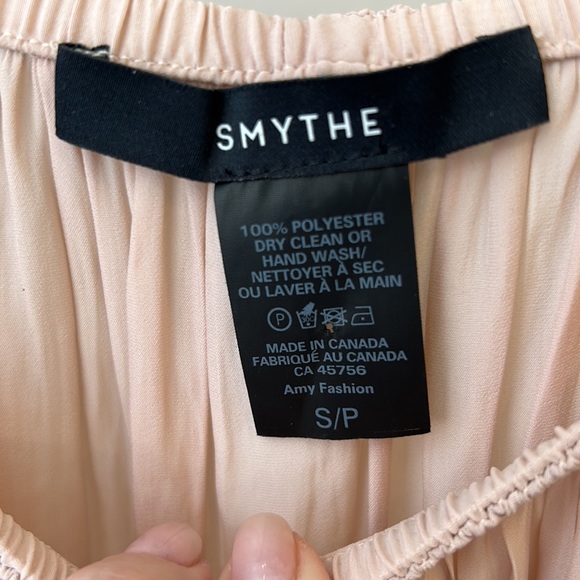 SMYTHE
100% POLYESTER
DRY CLEAN OR
HAND WASH/
NETTOYER À SEC
OU LAVER À LA MAIN
P
MADE IN CANADA
FABRIQUÉ AU CANADA
CA 45756
Amy Fashion
S/P